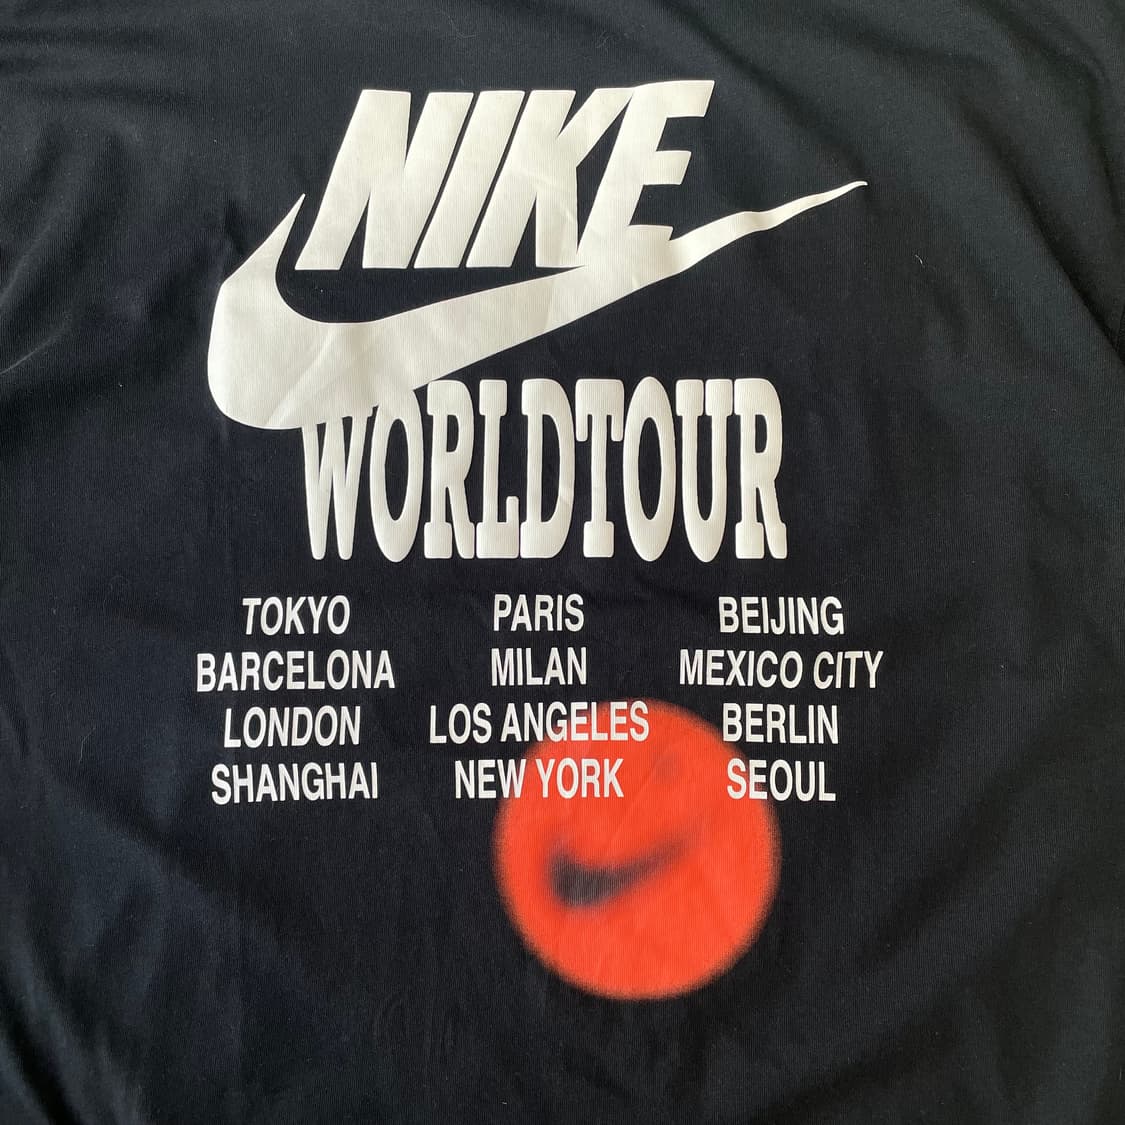 NIKE
WORLDTOUR
TOKYO PARIS BEIJING
BARCELONA MILAN MEXICO CITY
LONDON LOS ANGELES BERLIN
SHANGHAI NEW YORK SEOUL